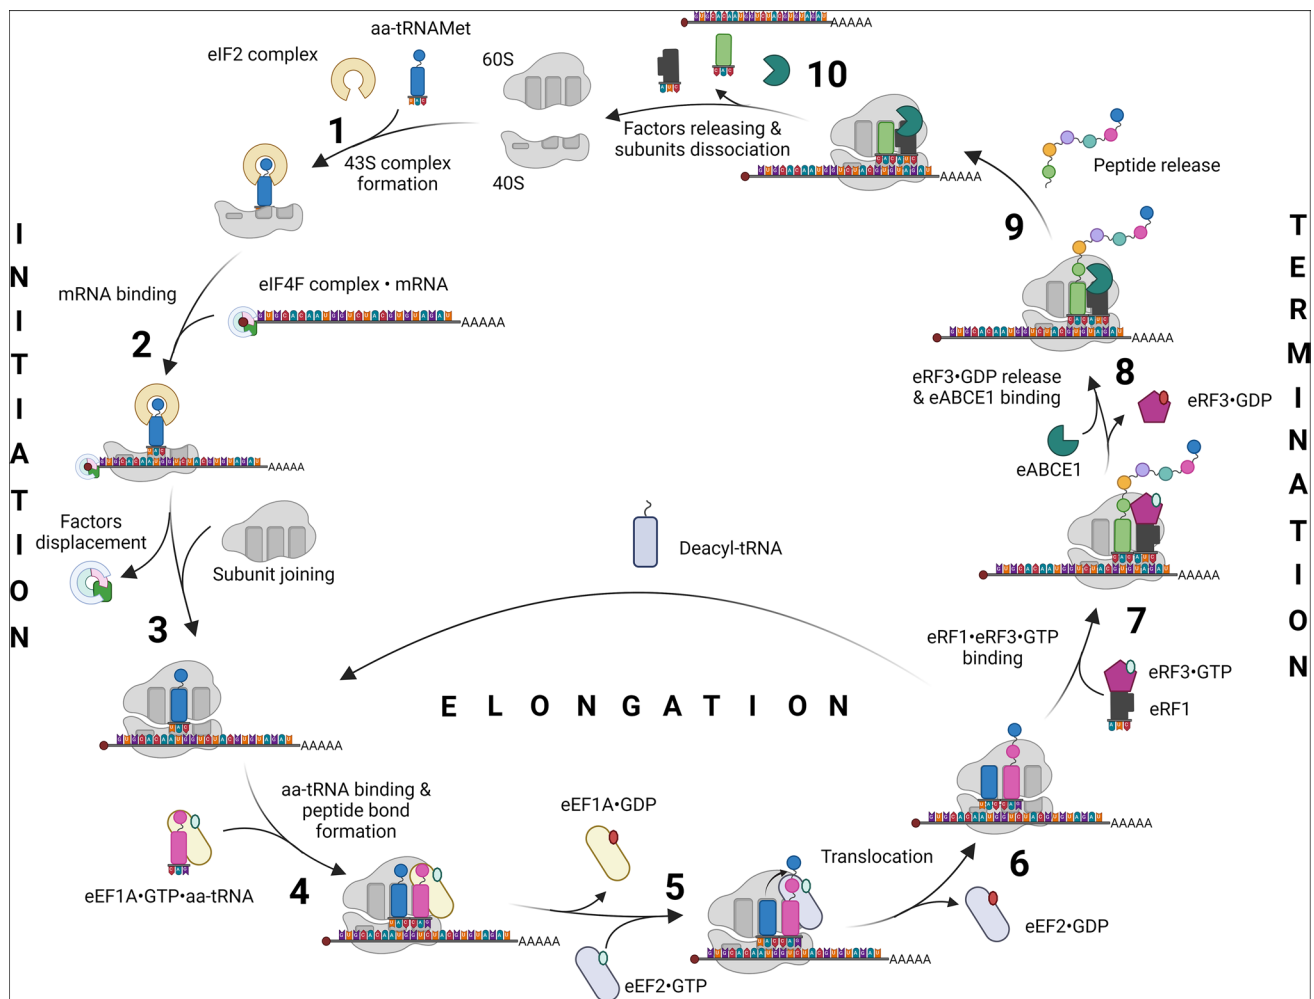 aa-tRNAMet
eIF2 complex
60S
40S
1
43S complex
formation
AAAAA
10
Factors releasing &
subunits dissociation
AAAAA
Peptide release
9
INITIATION
mRNA binding
eIF4F complex • mRNA
AAAAA
2
AAAAA
Factors
displacement
Subunit joining
3
AAAAA
aa-tRNA binding &
peptide bond
formation
eEF1A•GTP•aa-tRNA
4
AAAAA
Deacyl-tRNA
ELONGATION
eEF1A•GDP
5
eEF2•GTP
AAAAA
Translocation
6
eEF2•GDP
AAAAA
TERMINATION
eRF1•eRF3•GTP
binding
7
eRF3•GTP
eRF1
AAAAA
eRF3•GDP release
& eABCE1 binding
8
eRF3•GDP
eABCE1
AAAAA